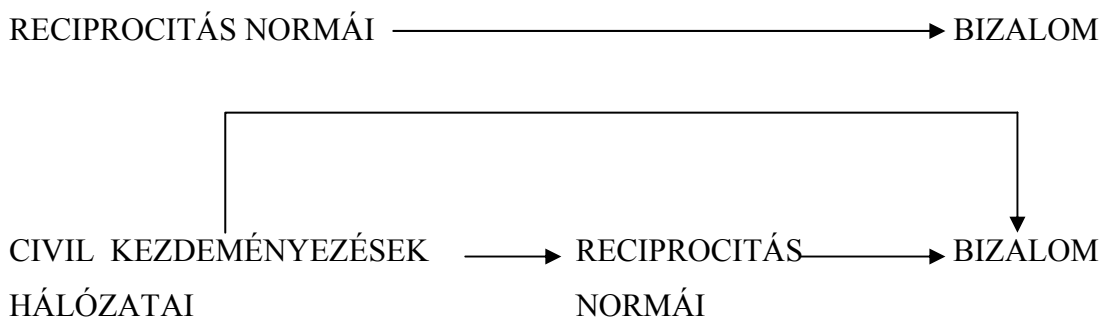 RECIPROCITÁS NORMÁI BIZALOM
CIVIL KEZDEMÉNYEZÉSEK RECIPROCITÁS BIZALOM
HÁLÓZATAI NORMÁI